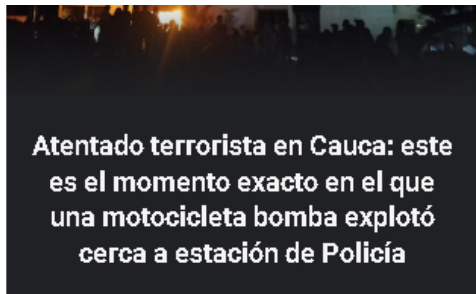 Atentado terrorista en Cauca: este
es el momento exacto en el que
una motocicleta bomba explotó
cerca a estación de Policía